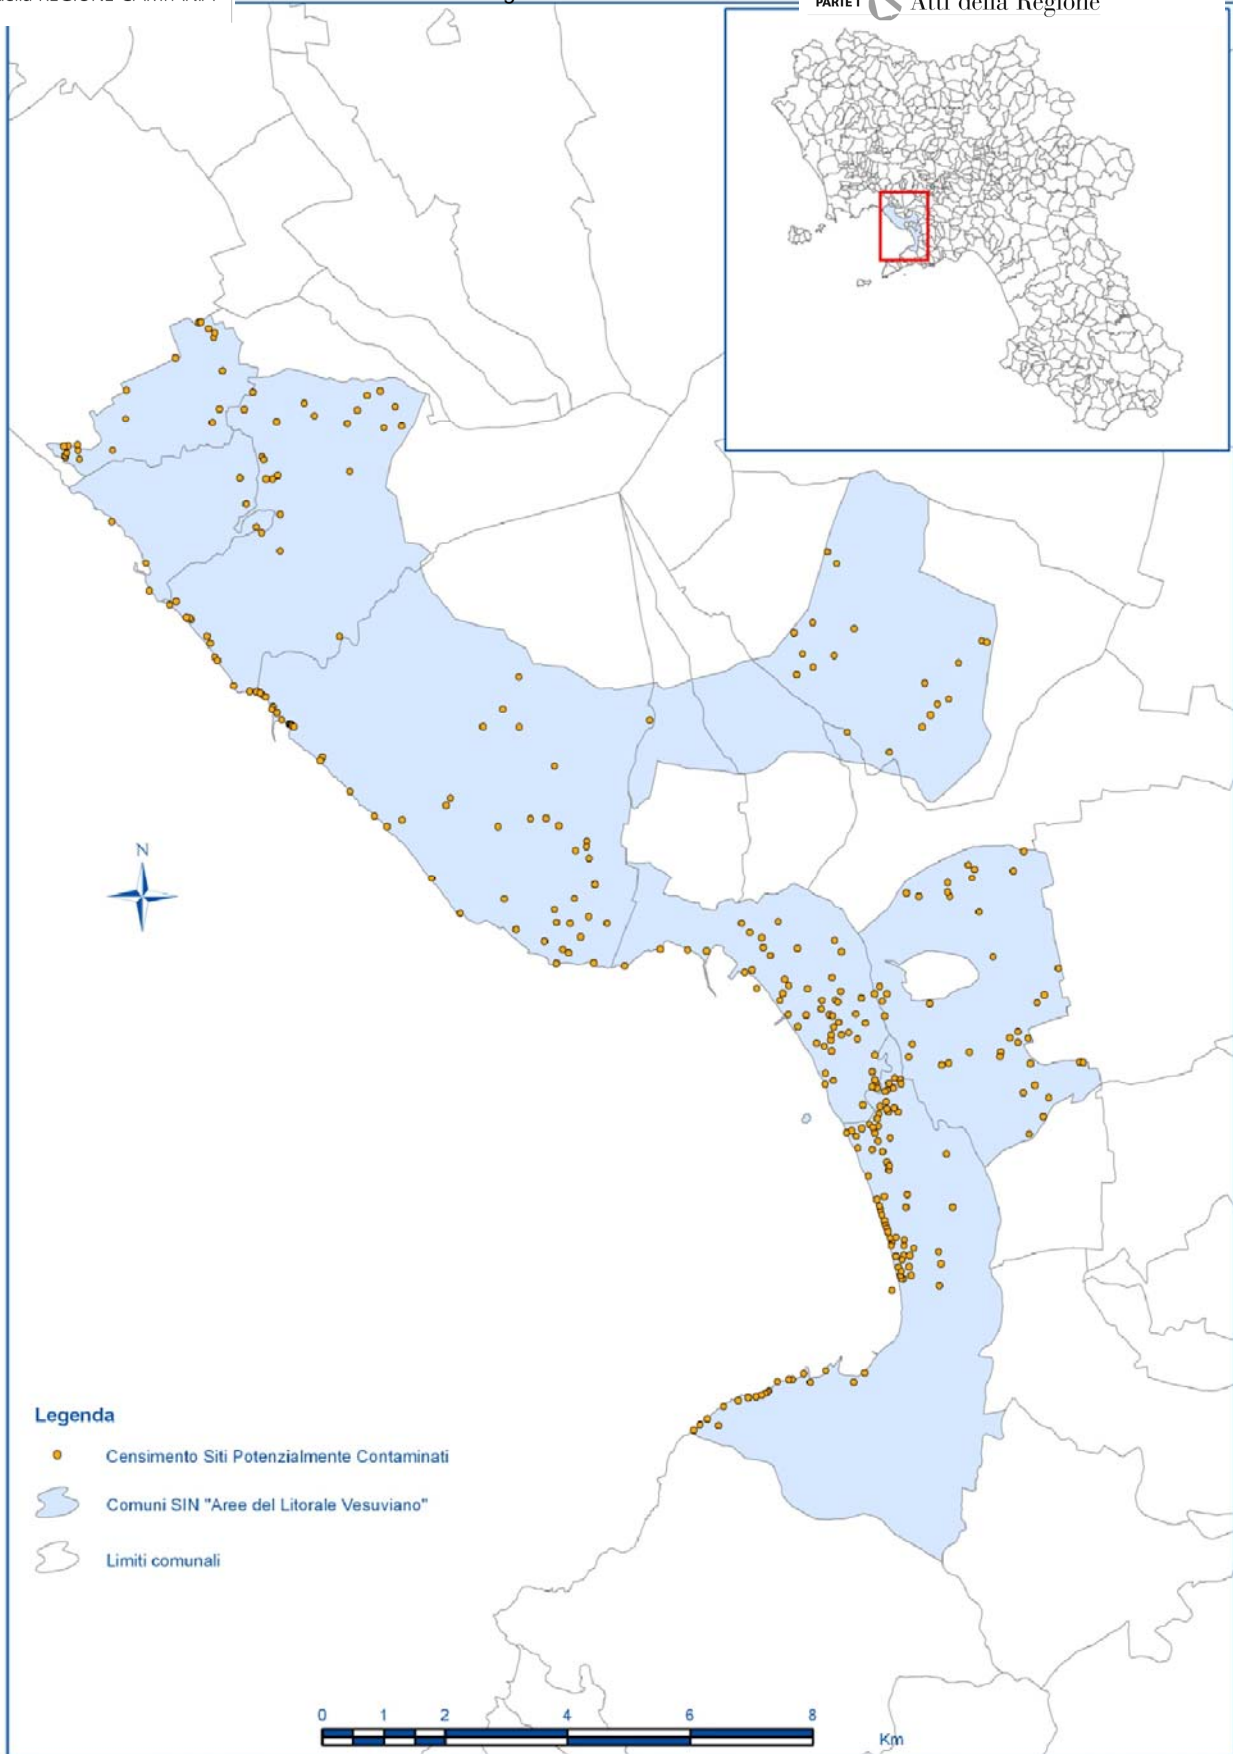 PARTE I
Atti della Regione
N
Legenda
Censimento Siti Potenzialmente Contaminati
Comuni SIN "Aree del Litorale Vesuviano"
Limiti comunali
0 1 2 4 6 8
Km